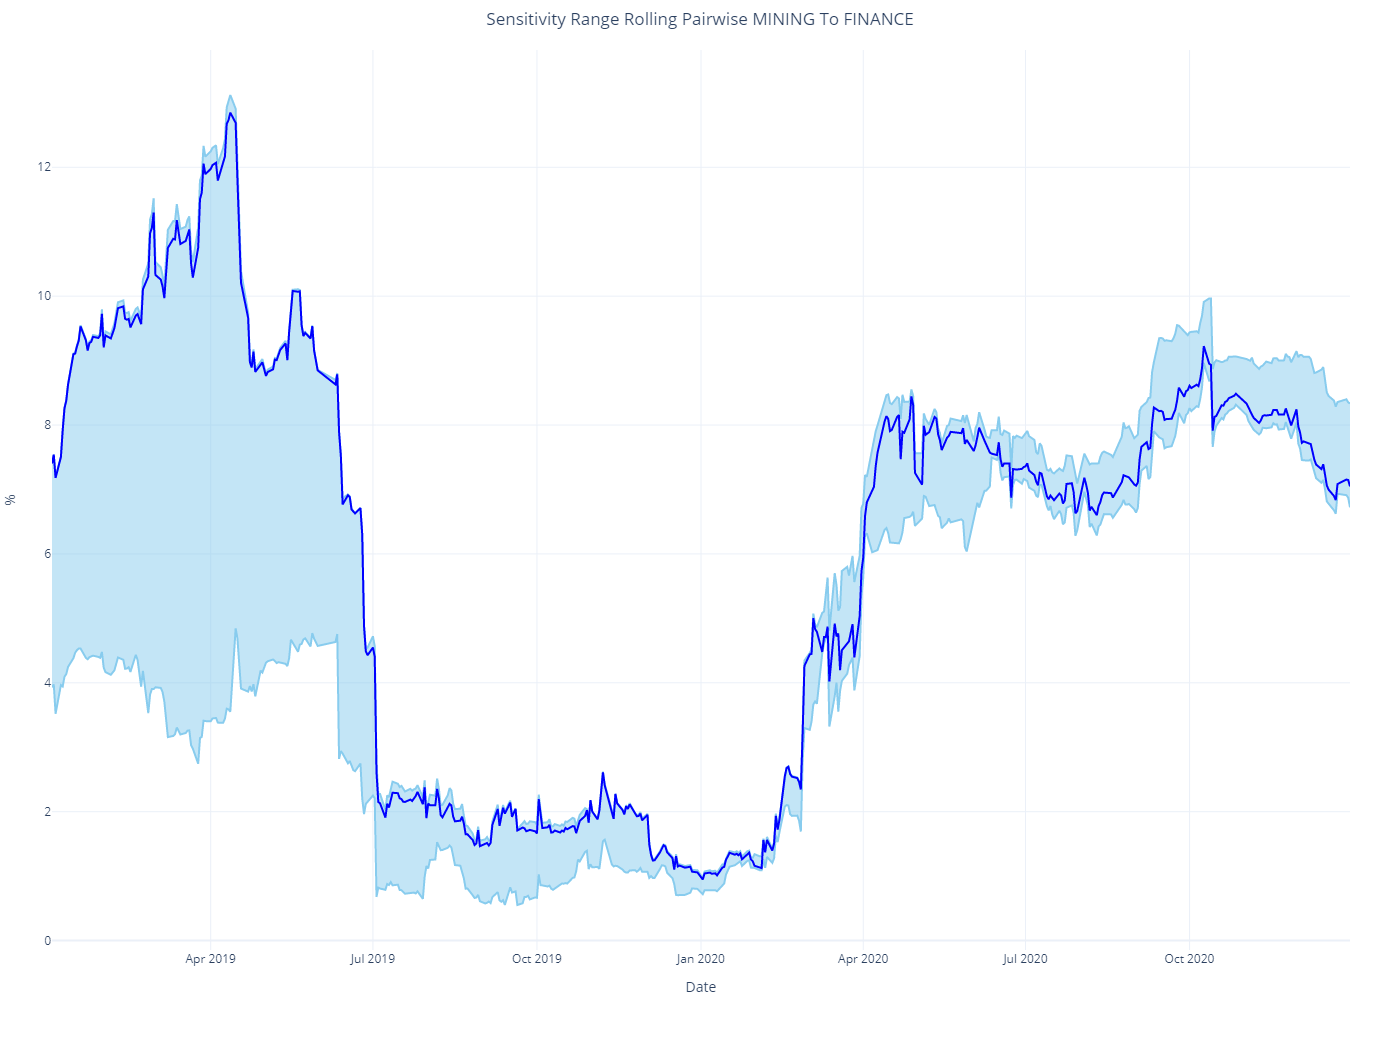 Sensitivity Range Rolling Pairwise MINING To FINANCE
12
10
8
6
4
2
0
%
Apr 2019
Jul 2019
Oct 2019
Jan 2020
Apr 2020
Jul 2020
Oct 2020
Date